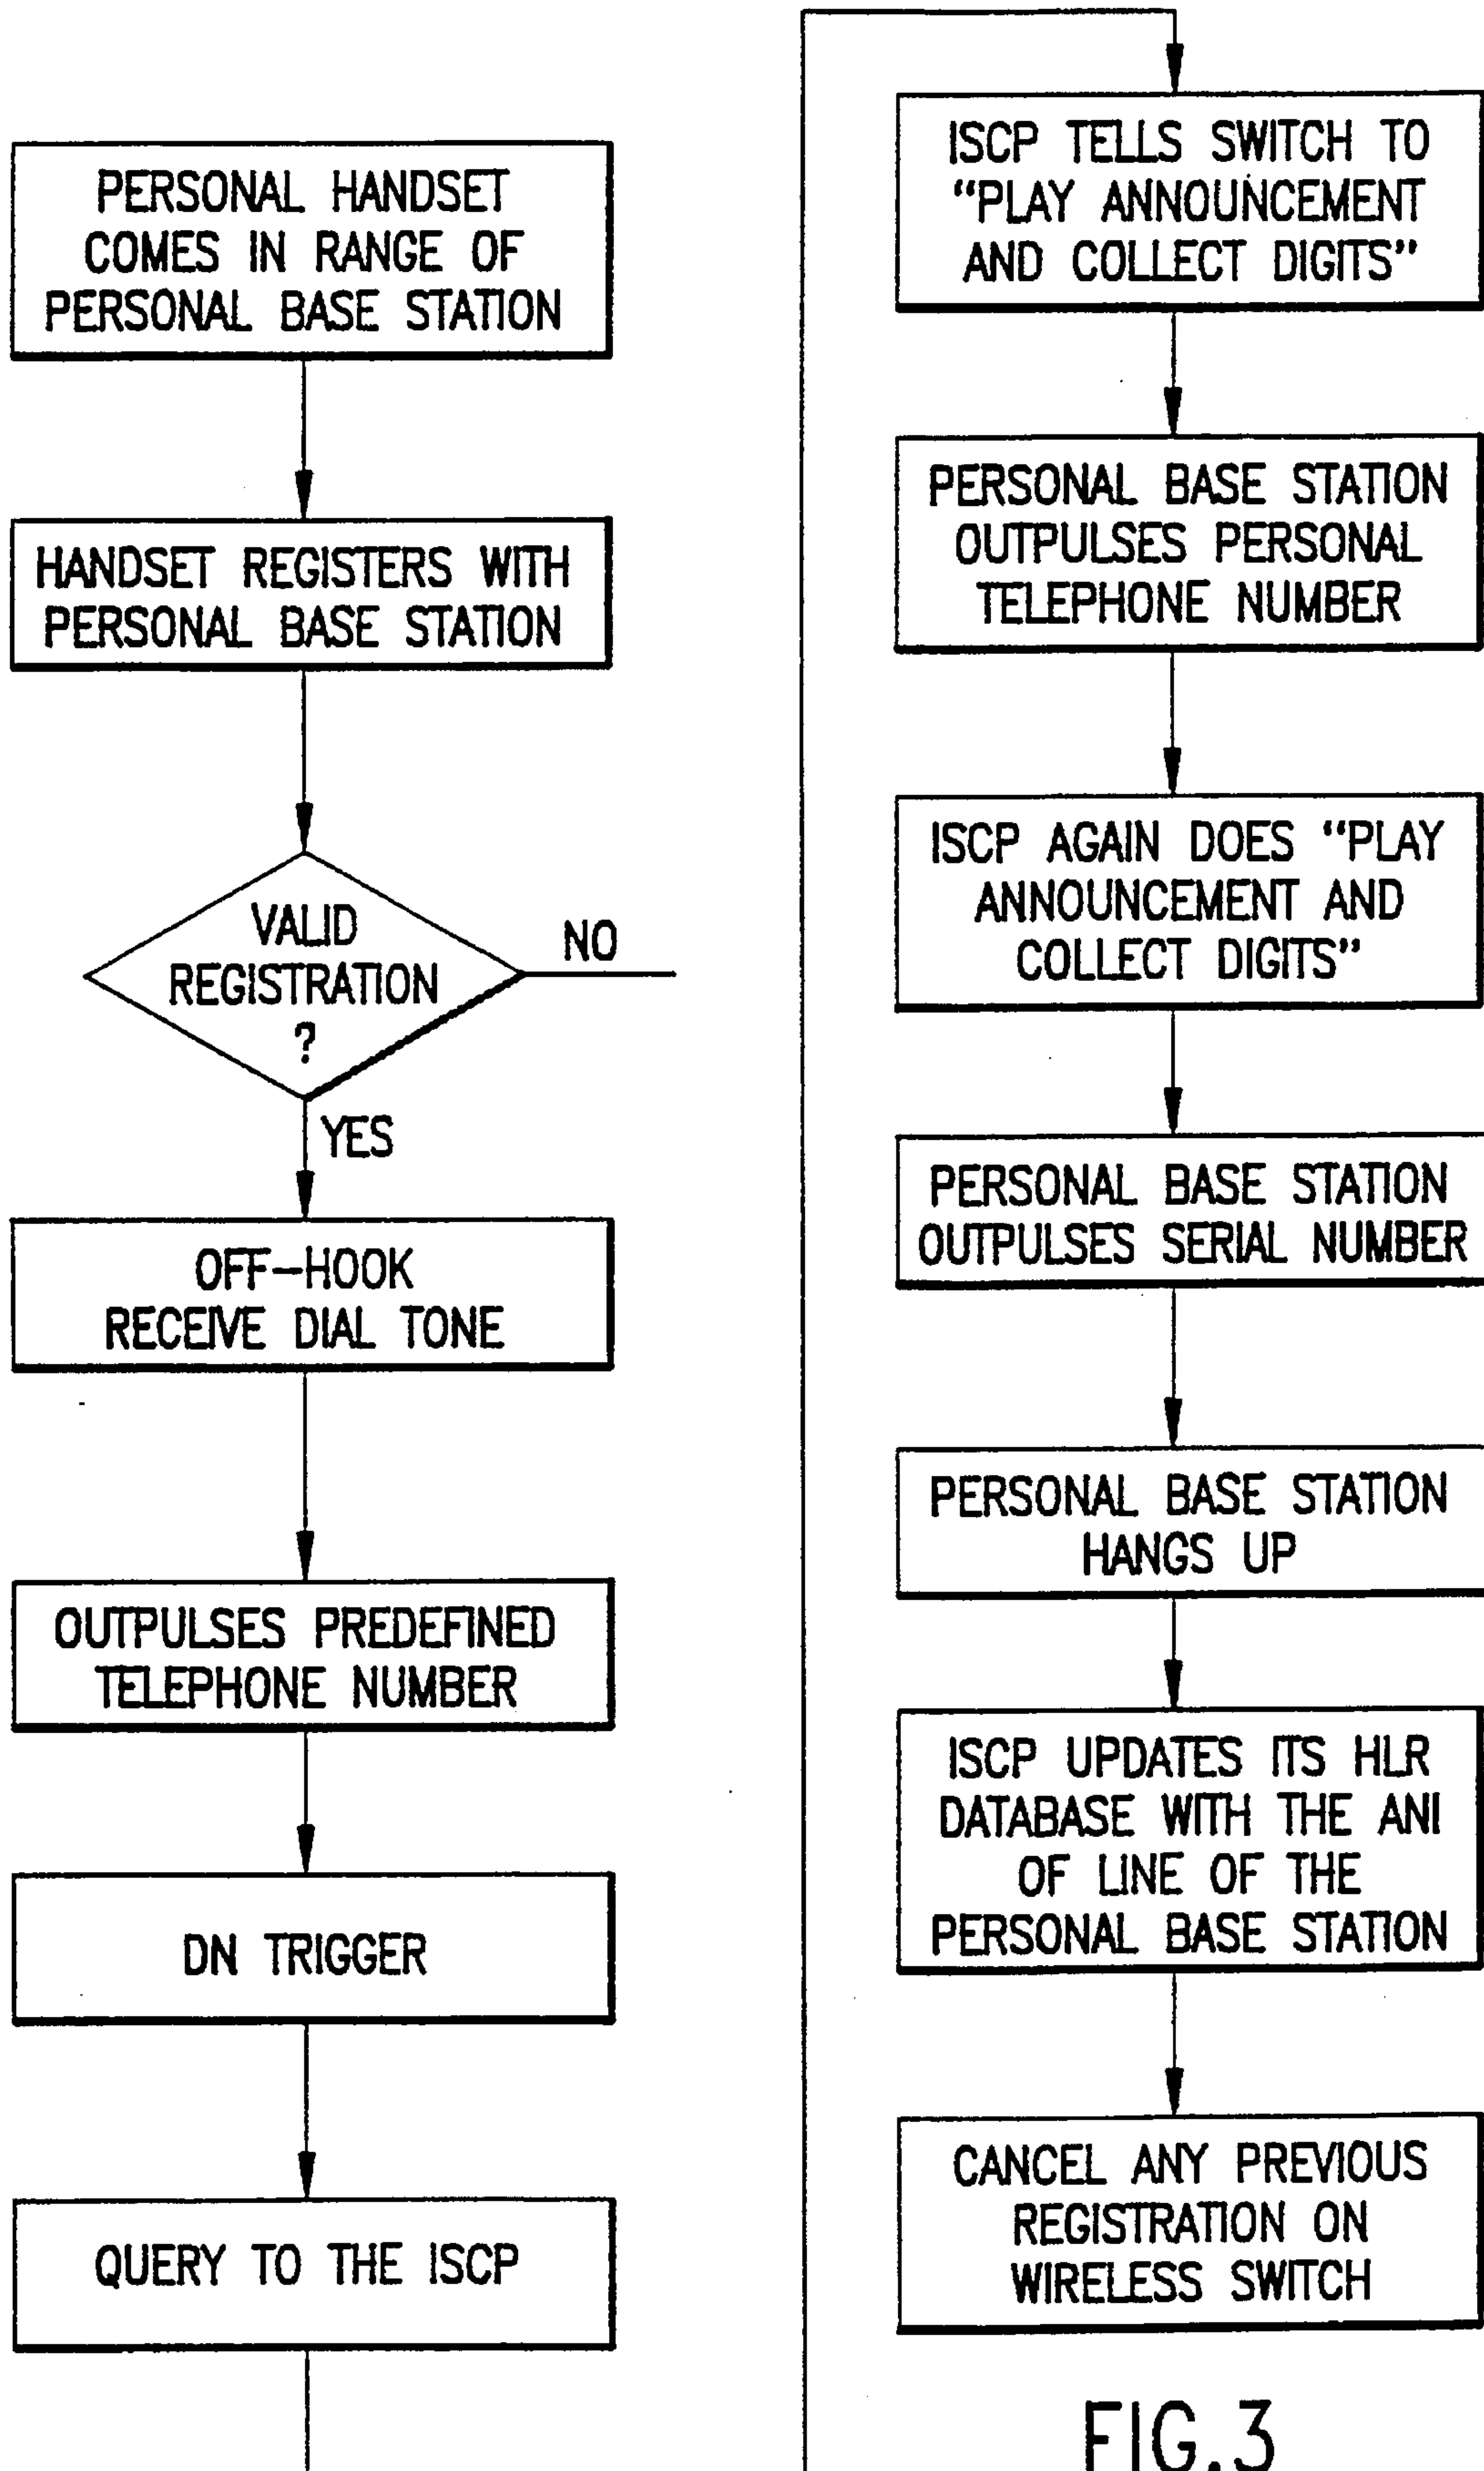 PERSONAL HANDSET
COMES IN RANGE OF
PERSONAL BASE STATION
HANDSET REGISTERS WITH
PERSONAL BASE STATION
VALID
REGISTRATION
?
NO
YES
OFF-HOOK
RECEIVE DIAL TONE
OUTPULSES PREDEFINED
TELEPHONE NUMBER
DN TRIGGER
QUERY TO THE ISCP
ISCP TELLS SWITCH TO
“PLAY ANNOUNCEMENT
AND COLLECT DIGITS”
PERSONAL BASE STATION
OUTPULSES PERSONAL
TELEPHONE NUMBER
ISCP AGAIN DOES “PLAY
ANNOUNCEMENT AND
COLLECT DIGITS”
PERSONAL BASE STATION
OUTPULSES SERIAL NUMBER
PERSONAL BASE STATION
HANGS UP
ISCP UPDATES ITS HLR
DATABASE WITH THE ANI
OF LINE OF THE
PERSONAL BASE STATION
CANCEL ANY PREVIOUS
REGISTRATION ON
WIRELESS SWITCH
FIG.3